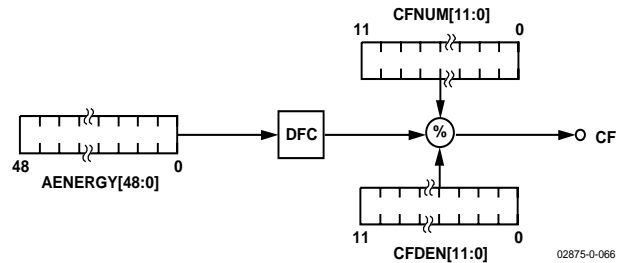 CFNUM[11:0]
11 0
DFC
%
CF
48 0
AENERGY[48:0]
11 0
CFDEN[11:0]
02875-0-066